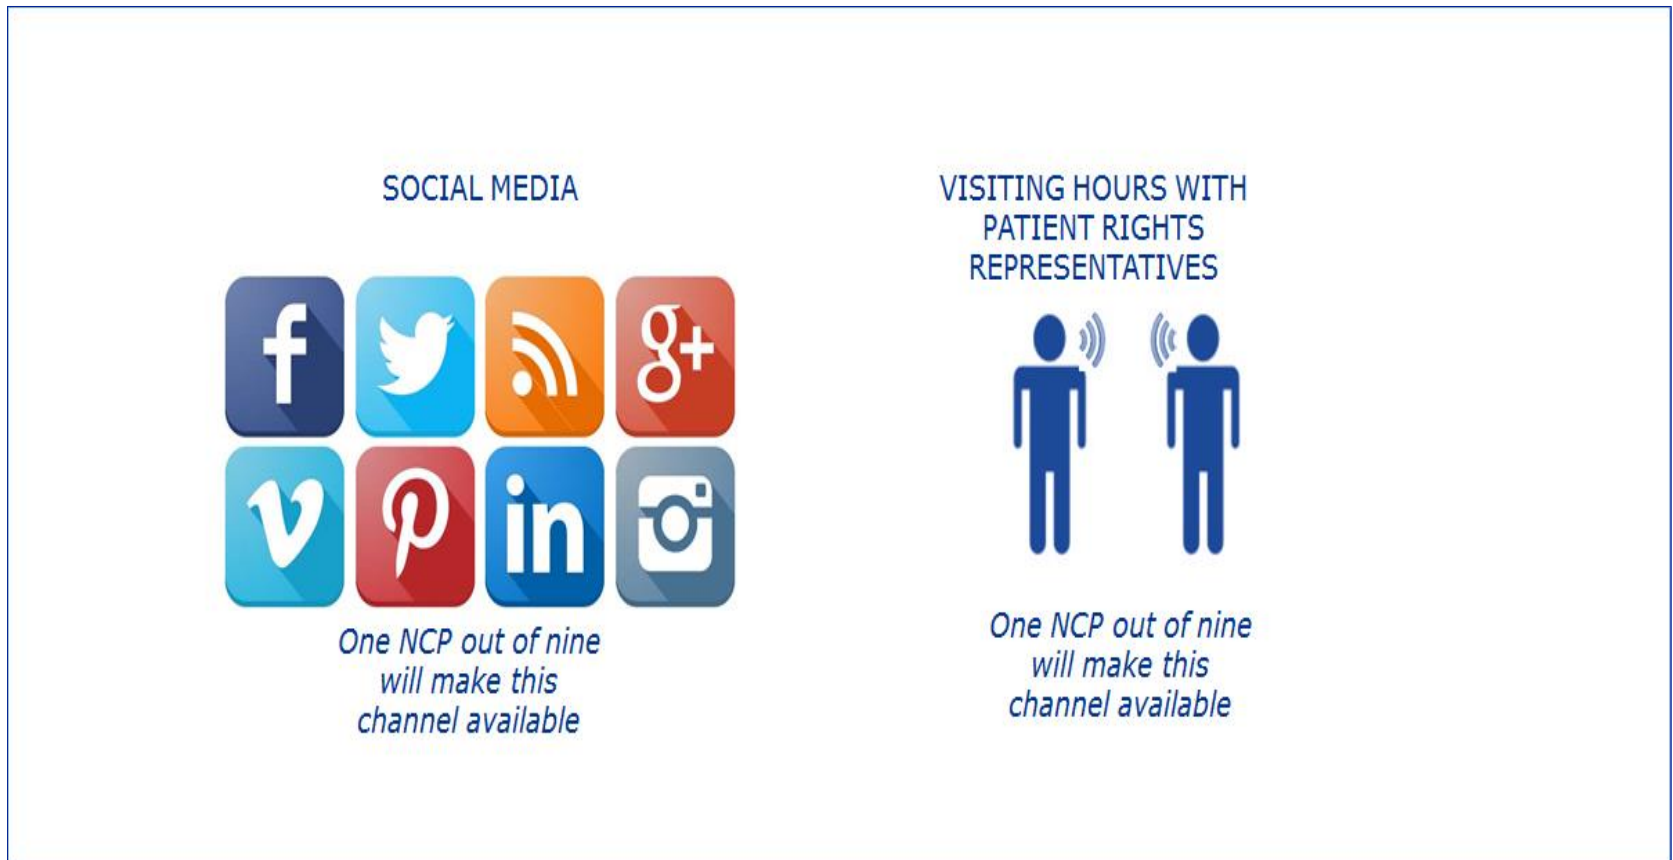 SOCIAL MEDIA
f
g+
v
p
in
One NCP out of nine
will make this
channel available
VISITING HOURS WITH
PATIENT RIGHTS
REPRESENTATIVES
One NCP out of nine
will make this
channel available